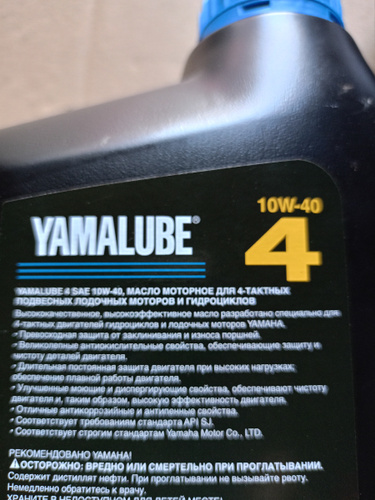 10W-40
YAMALUBE®
4
YAMALUBE 4 SAE 10W-40, МАСЛО МОТОРНОЕ ДЛЯ 4-ТАКТНЫХ
ПОДВЕСНЫХ ЛОДОЧНЫХ МОТОРОВ И ГИДРОЦИКЛОВ
Высококачественное, высокоэффективное масло разработано специально для
4-тактных двигателей гидроциклов и лодочных моторов YAMAHA.
• Превосходная защита от заклинивания и износа поршней.
• Великолепные антиокислительные свойства, обеспечивающие защиту и
чистоту деталей двигателя.
• Длительная постоянная защита двигателя при высоких нагрузках;
обеспечение плавной работы двигателя.
• Улучшенные моющие и диспергирующие свойства, обеспечивают чистоту
двигателя и, таким образом, высокую эффективность двигателя.
• Отличные антикоррозийные и антипенные свойства.
• Соответствует требованиям стандарта API SJ.
• Соответствует строгим стандартам Yamaha Motor Co., LTD.
РЕКОМЕНДОВАНО YAMAHA!
⚠ОСТОРОЖНО: ВРЕДНО ИЛИ СМЕРТЕЛЬНО ПРИ ПРОГЛАТЫВАНИИ.
Содержит дистиллят нефти. При проглатывании не вызывайте рвоту.
Немедленно обратитесь к врачу.
ХРАНИТЕ В НЕДОСТУПНОМ ДЛЯ ДЕТЕЙ МЕСТЕ!